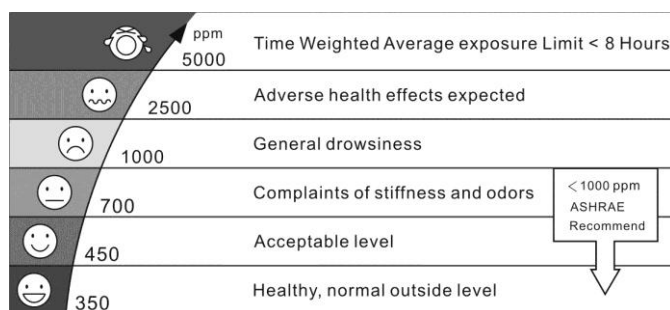 ppm
5000 Time Weighted Average exposure Limit < 8 Hours
2500 Adverse health effects expected
1000 General drowsiness
700 Complaints of stiffness and odors
<1000 ppm
ASHRAE
Recommend
450 Acceptable level
350 Healthy, normal outside level